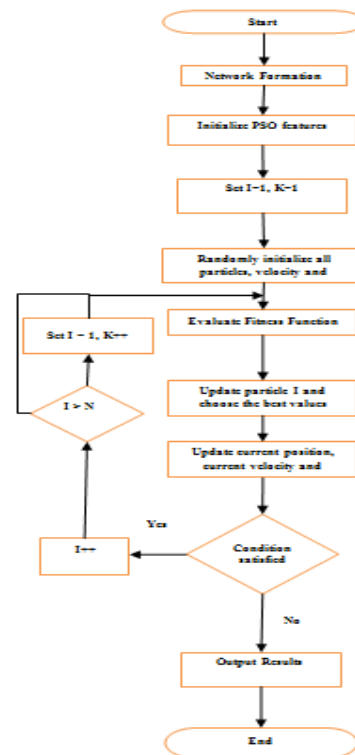 Start
Network Formation
Initialize PSO features
Set I=1, K=1
Randomly initialize all
particles, velocity and
Evaluate Fitness Function
Set I = 1, K++
I > N
Update particle I and
choose the best values
Update current position,
current velocity and
Yes
I++
Condition
satisfied
No
Output Results
End